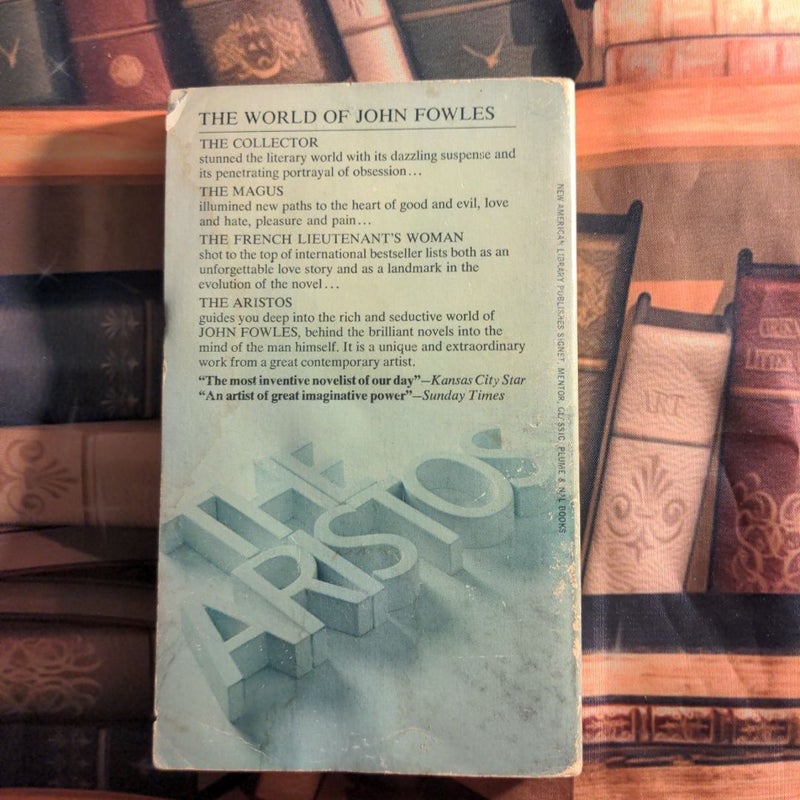 THE WORLD OF JOHN FOWLES
THE COLLECTOR
stunned the literary world with its dazzling suspense and
its penetrating portrayal of obsession...
THE MAGUS
illumined new paths to the heart of good and evil, love
and hate, pleasure and pain...
THE FRENCH LIEUTENANT'S WOMAN
shot to the top of international bestseller lists both as an
unforgettable love story and as a landmark in the
evolution of the novel...
THE ARISTOS
guides you deep into the rich and seductive world of
JOHN FOWLES, behind the brilliant novels into the
mind of the man himself. It is a unique and extraordinary
work from a great contemporary artist.
"The most inventive novelist of our day"—Kansas City Star
"An artist of great imaginative power"—Sunday Times
THE
ARISTOS
NEW AMERICAN LIBRARY PUBLISHES SIGNET, MENTOR, CLASSIC, PLUME & NAL BOOKS
ART